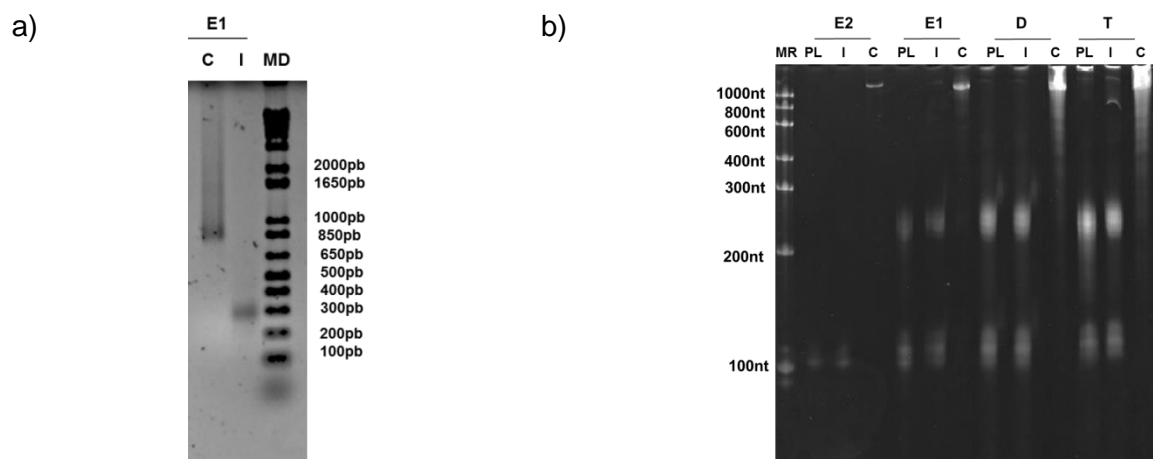 a)
E1
C I MD
2000pb
1650pb
1000pb
850pb
650pb
500pb
400pb
300pb
200pb
100pb
b)
E2 E1 D T
MR PL I C PL I C PL I C PL I C
1000nt
800nt
600nt
400nt
300nt
200nt
100nt